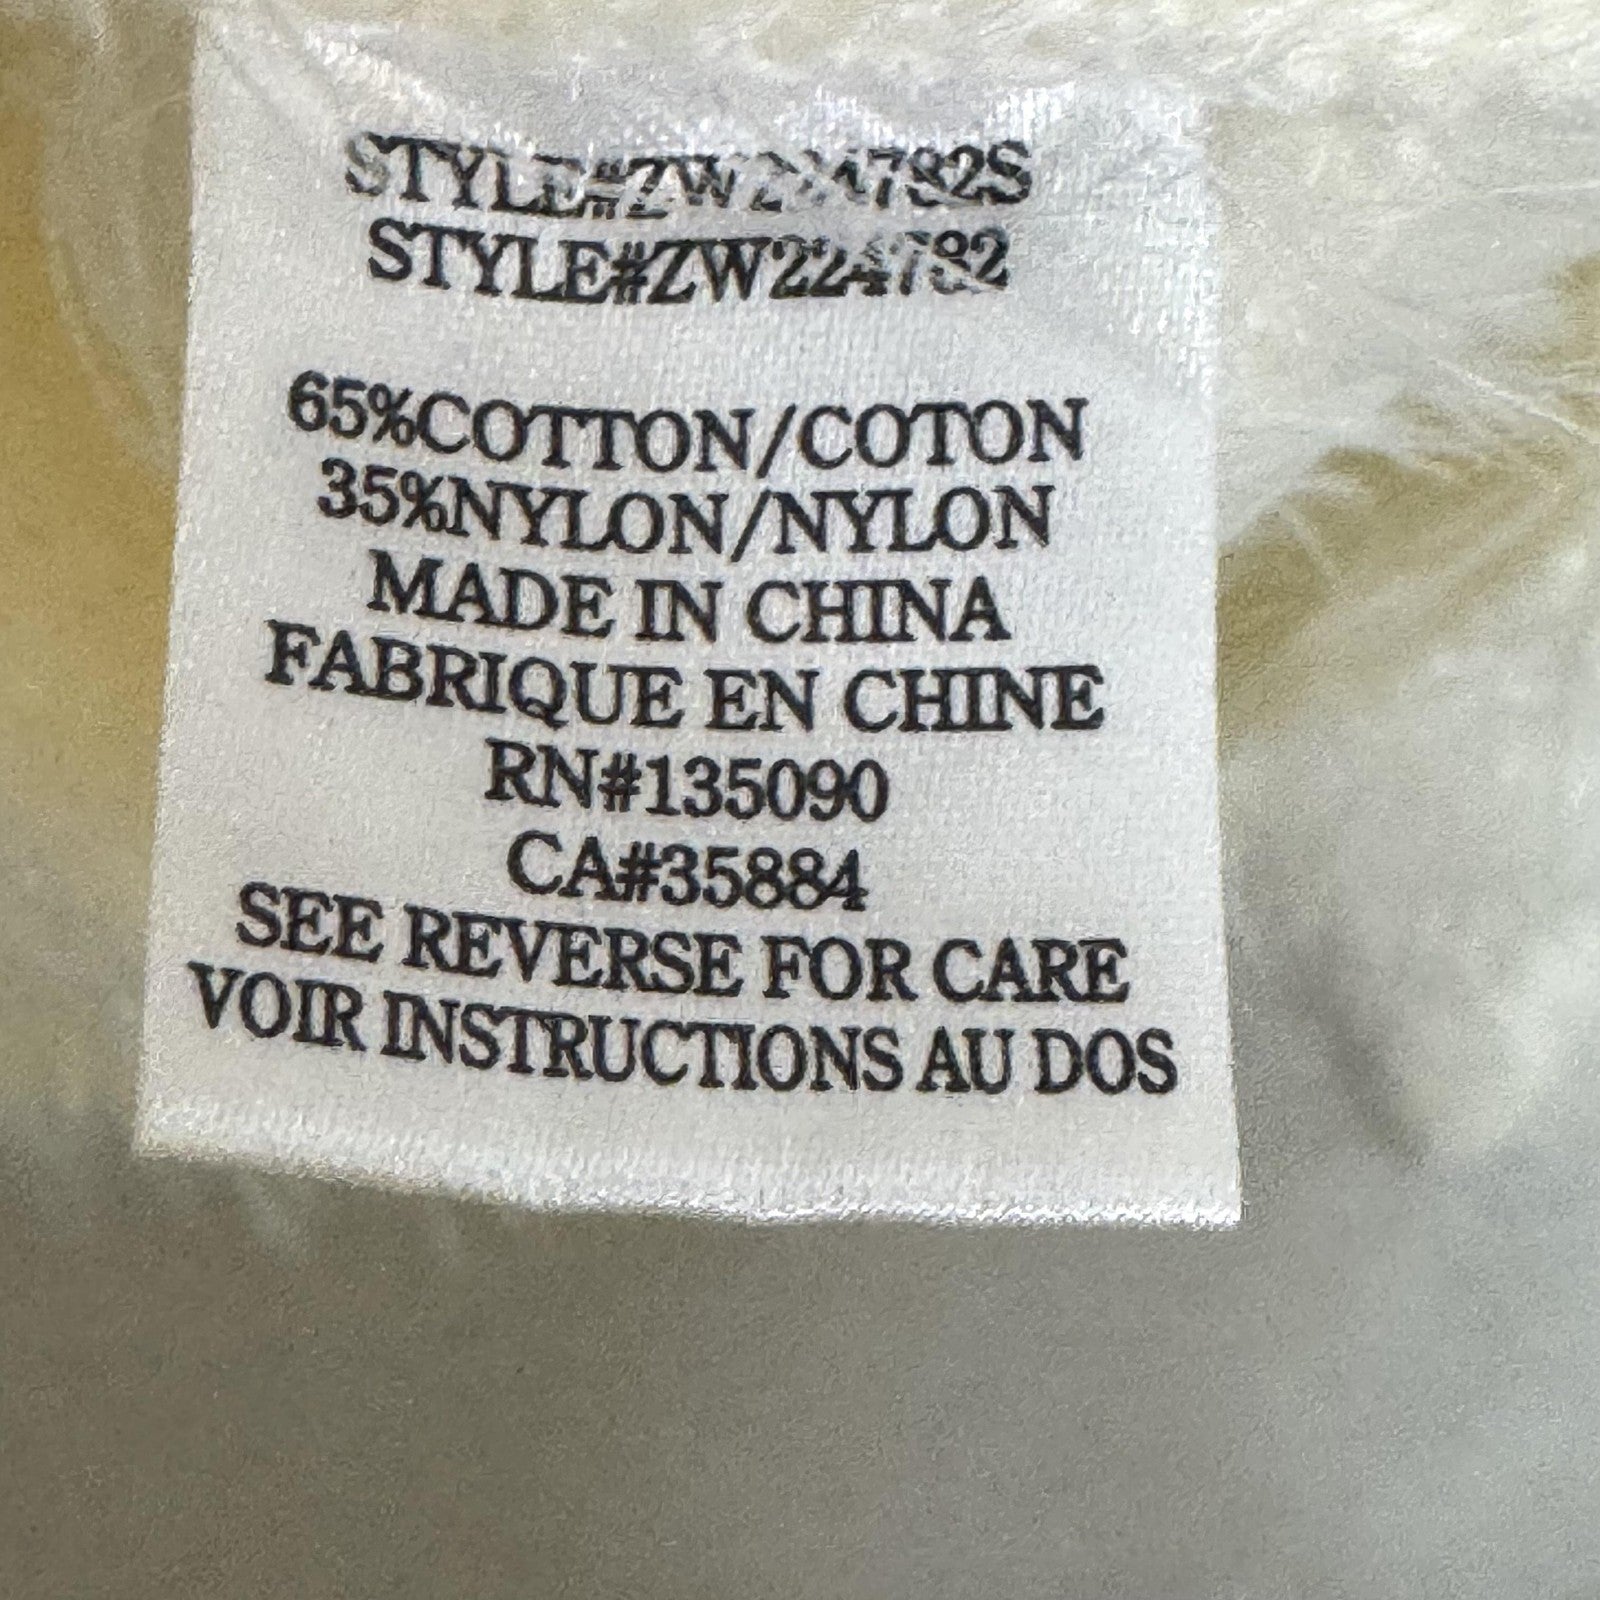 STYLE#ZW224782S
STYLE#ZW224782
65%COTTON/COTON
35%NYLON/NYLON
MADE IN CHINA
FABRIQUE EN CHINE
RN#135090
CA#35884
SEE REVERSE FOR CARE
VOIR INSTRUCTIONS AU DOS